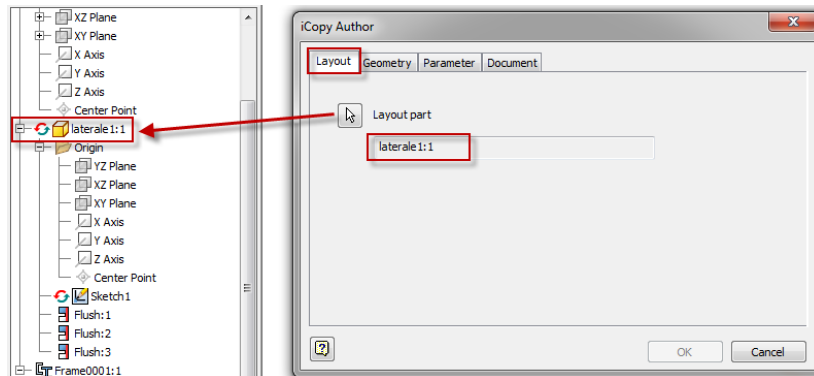 XZ Plane
XY Plane
X Axis
Y Axis
Z Axis
Center Point
laterale1:1
Origin
YZ Plane
XZ Plane
XY Plane
X Axis
Y Axis
Z Axis
Center Point
Sketch1
Flush:1
Flush:2
Flush:3
Frame0001:1
iCopy Author
Layout Geometry Parameter Document
Layout part
laterale1:1
OK Cancel